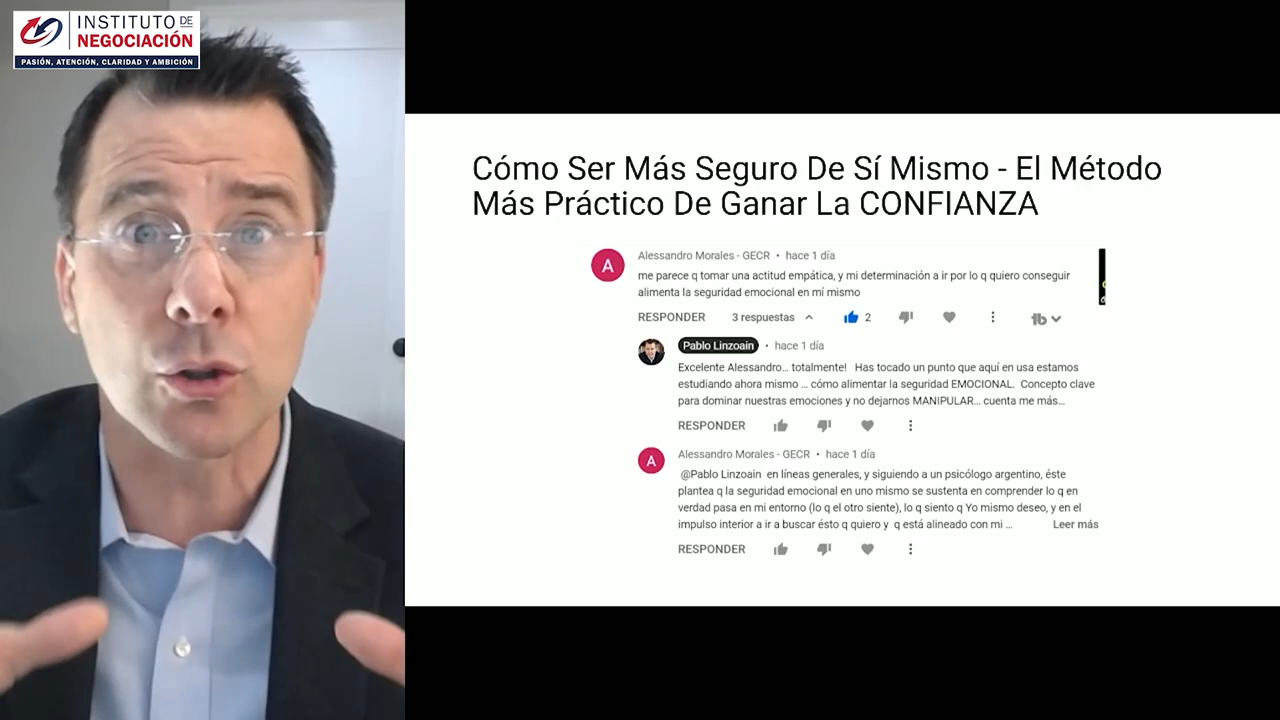 INSTITUTO DE
NEGOCIACIÓN
PASIÓN, ATENCIÓN, CLARIDAD Y AMBICIÓN
Cómo Ser Más Seguro De Sí Mismo - El Método
Más Práctico De Ganar La CONFIANZA
A
Alessandro Morales - GECR • hace 1 día
me parece q tomar una actitud empática, y mi determinación a ir por lo q quiero conseguir
alimenta la seguridad emocional en mí mismo
RESPONDER 3 respuestas 2
Pablo Linzoain • hace 1 día
Excelente Alessandro... totalmente! Has tocado un punto que aquí en usa estamos
estudiando ahora mismo ... cómo alimentar la seguridad EMOCIONAL. Concepto clave
para dominar nuestras emociones y no dejarnos MANIPULAR... cuenta me más...
RESPONDER
A
Alessandro Morales - GECR • hace 1 día
@Pablo Linzoain en líneas generales, y siguiendo a un psicólogo argentino, éste
plantea q la seguridad emocional en uno mismo se sustenta en comprender lo q en
verdad pasa en mi entorno (lo q el otro siente), lo q siento q Yo mismo deseo, y en el
impulso interior a ir a buscar ésto q quiero y q está alineado con mi ... Leer más
RESPONDER